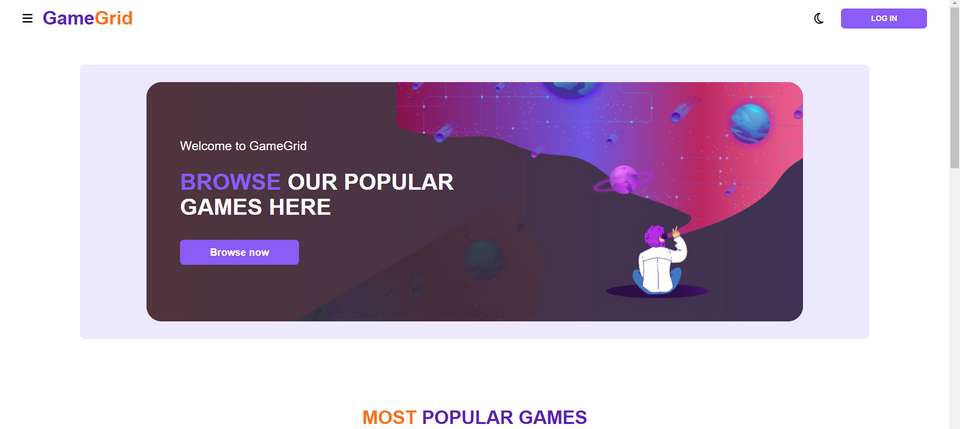 GameGrid
LOG IN
Welcome to GameGrid
BROWSE OUR POPULAR
GAMES HERE
Browse now
MOST POPULAR GAMES